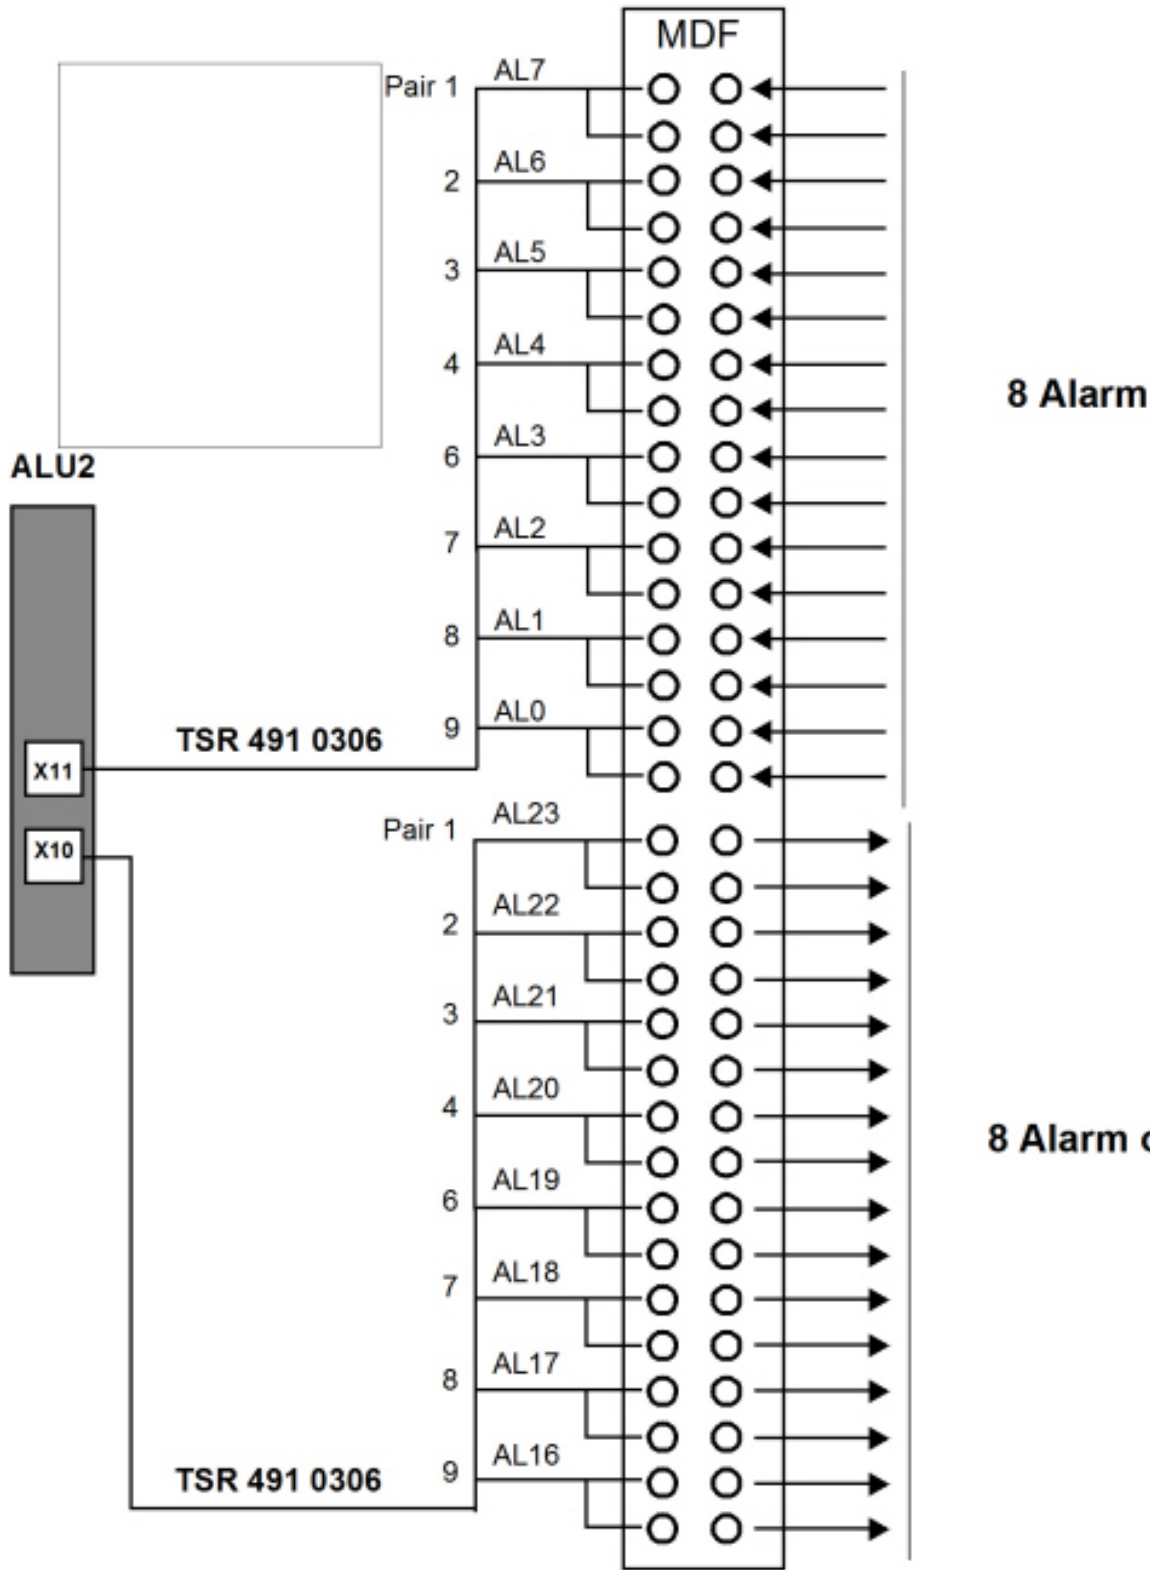 MDF
Pair 1 AL7
2 AL6
3 AL5
4 AL4
8 Alarm
6 AL3
ALU2
7 AL2
8 AL1
9 AL0
TSR 491 0306
X11
Pair 1 AL23
X10
2 AL22
3 AL21
4 AL20
8 Alarm
6 AL19
7 AL18
8 AL17
9 AL16
TSR 491 0306